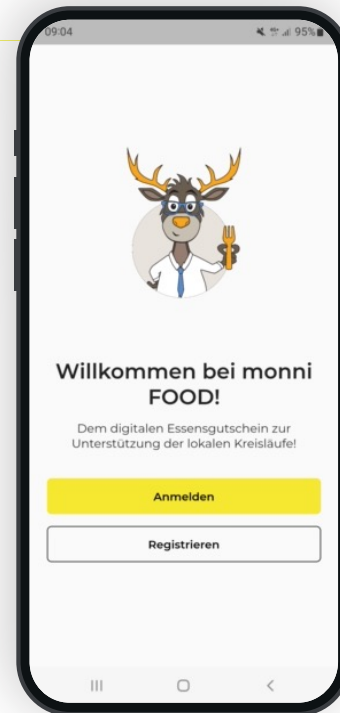 09:04
95%
Willkommen bei monni
FOOD!
Dem digitalen Essensgutschein zur
Unterstützung der lokalen Kreisläufe!
Anmelden
Registrieren